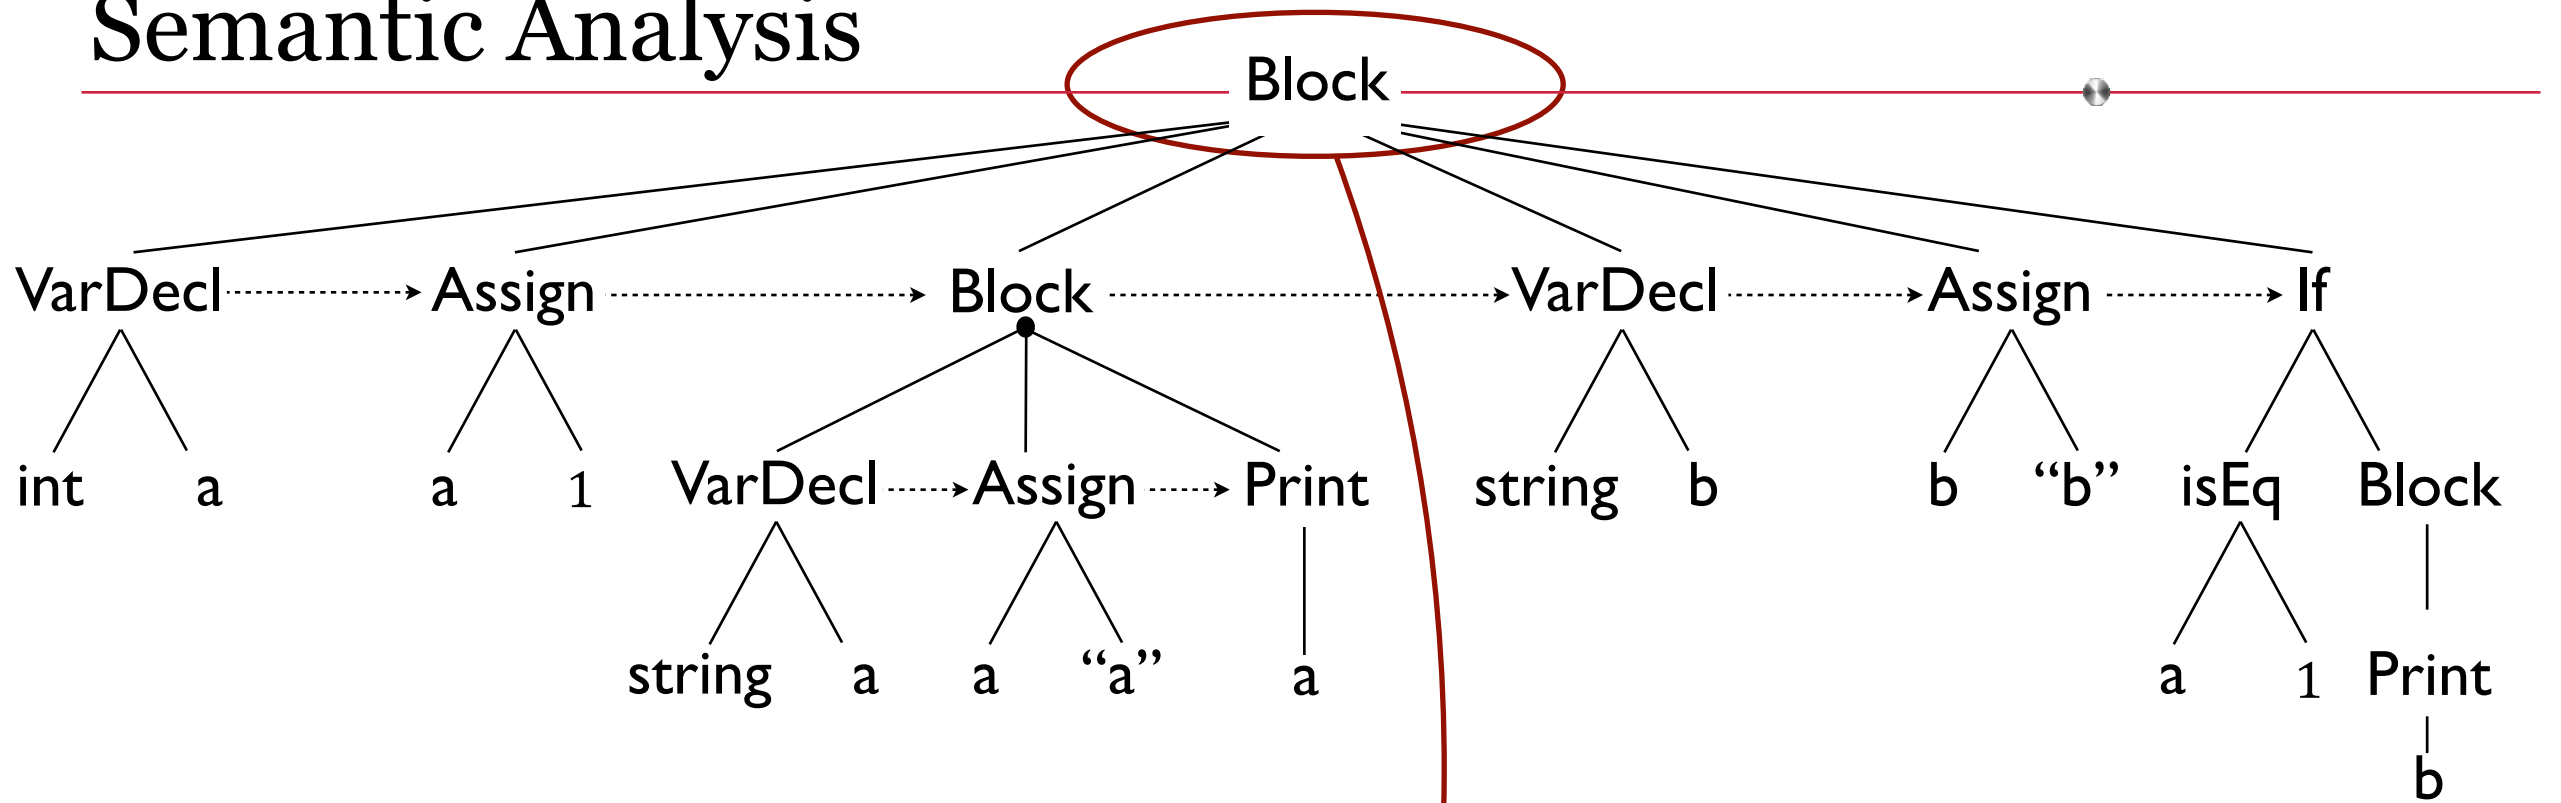 Semantic Analysis
Block
VarDecl Assign Block VarDecl Assign If
int a a 1 VarDecl Assign Print string b b “b” isEq Block
string a a “a” a a 1 Print
b